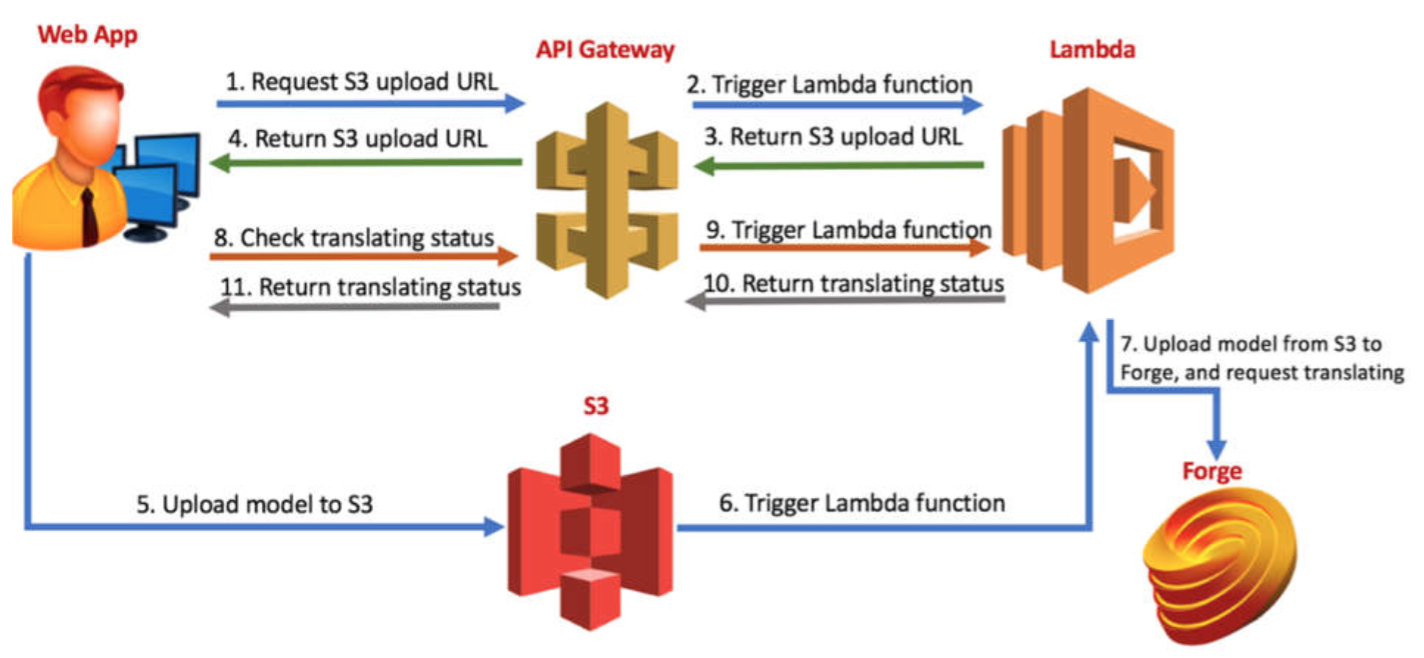 Web App
API Gateway
Lambda
1. Request S3 upload URL
2. Trigger Lambda function
4. Return S3 upload URL
3. Return S3 upload URL
8. Check translating status
9. Trigger Lambda function
11. Return translating status
10. Return translating status
7. Upload model from S3 to
Forge, and request translating
S3
Forge
5. Upload model to S3
6. Trigger Lambda function